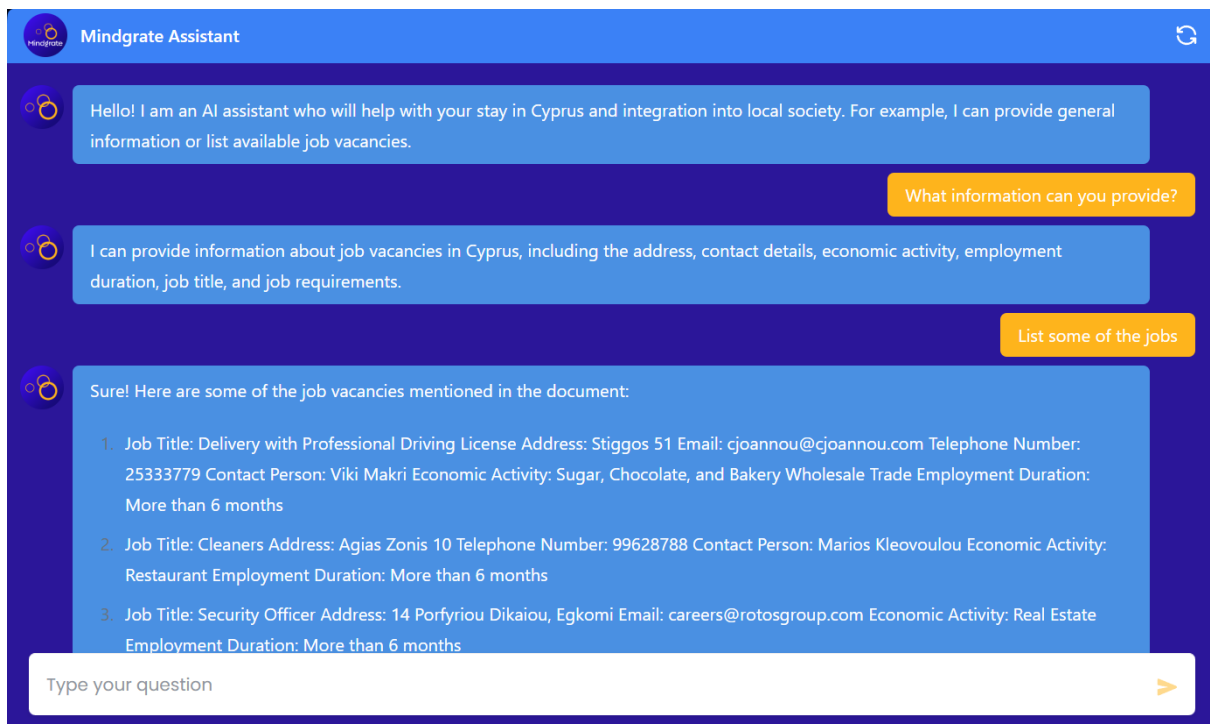 Mindgrate
Mindgrate Assistant
Hello! I am an AI assistant who will help with your stay in Cyprus and integration into local society. For example, I can provide general
information or list available job vacancies.
What information can you provide?
I can provide information about job vacancies in Cyprus, including the address, contact details, economic activity, employment
duration, job title, and job requirements.
List some of the jobs
Sure! Here are some of the job vacancies mentioned in the document:
1. Job Title: Delivery with Professional Driving License Address: Stiggos 51 Email: cjoannou@cjoannou.com Telephone Number:
25333779 Contact Person: Viki Makri Economic Activity: Sugar, Chocolate, and Bakery Wholesale Trade Employment Duration:
More than 6 months
2. Job Title: Cleaners Address: Agias Zonis 10 Telephone Number: 99628788 Contact Person: Marios Kleovoulou Economic Activity:
Restaurant Employment Duration: More than 6 months
3. Job Title: Security Officer Address: 14 Porfyriou Dikaiou, Egkomi Email: careers@rotosgroup.com Economic Activity: Real Estate
Employment Duration: More than 6 months
Type your question